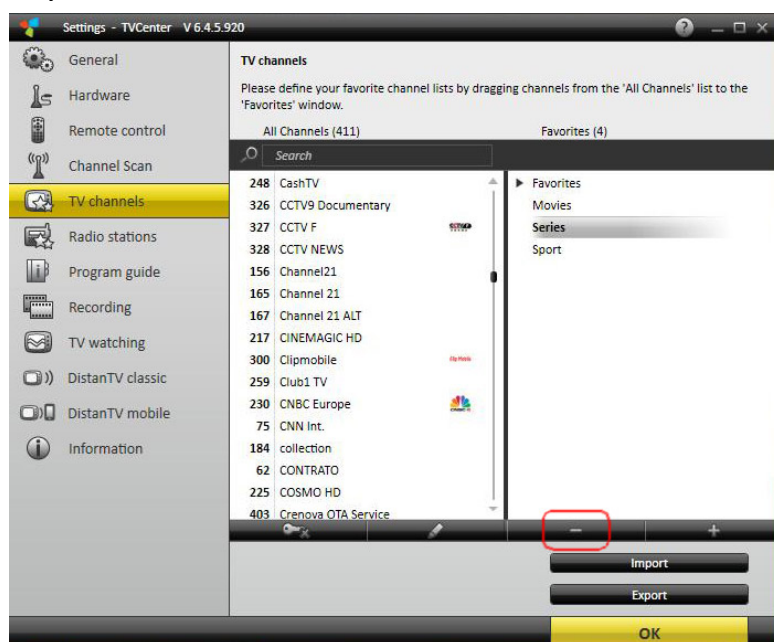 Settings - TVCenter V 6.4.5.920
?
General
Hardware
Remote control
Channel Scan
TV channels
Radio stations
Program guide
Recording
TV watching
DistanTV classic
DistanTV mobile
Information
TV channels
Please define your favorite channel lists by dragging channels from the 'All Channels' list to the
'Favorites' window.
All Channels (411)
Favorites (4)
Search
248 CashTV
326 CCTV9 Documentary
327 CCTV F
328 CCTV NEWS
156 Channel21
165 Channel 21
167 Channel 21 ALT
217 CINEMAGIC HD
300 Clipmobile
259 Club1 TV
230 CNBC Europe
75 CNN Int.
184 collection
62 CONTRATO
225 COSMO HD
403 Crenova OTA Service
Favorites
Movies
Series
Sport
Import
Export
OK